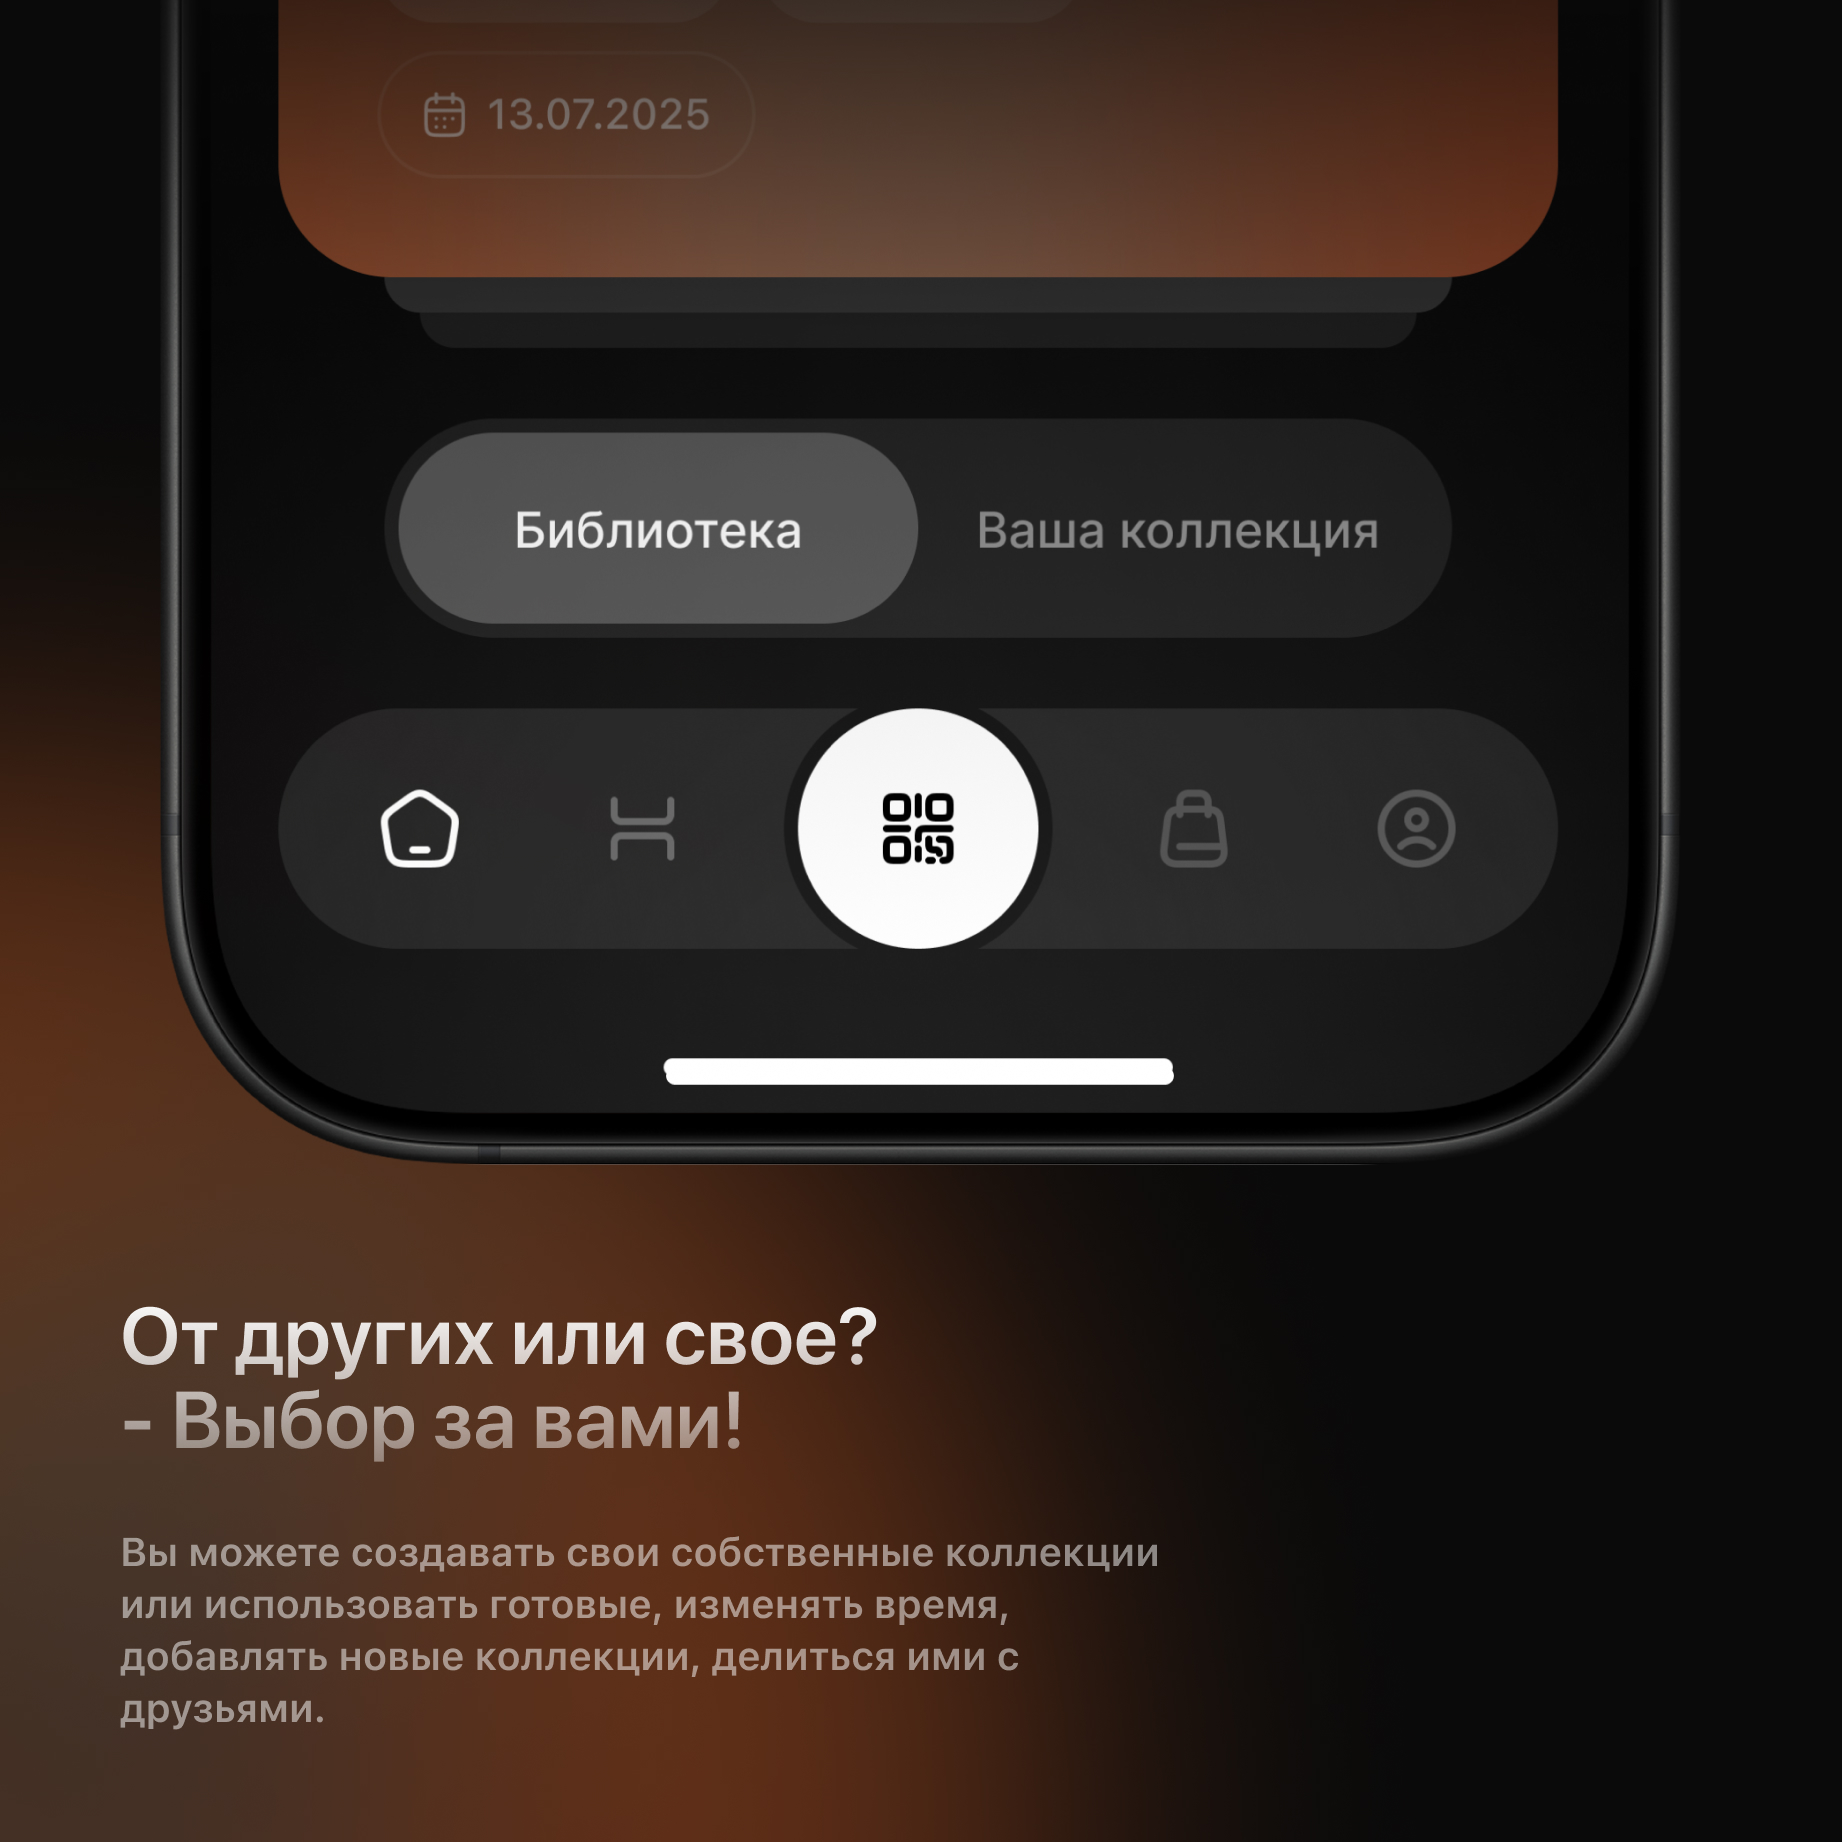 13.07.2025
Библиотека
Ваша коллекция
От других или свое?
- Выбор за вами!
Вы можете создавать свои собственные коллекции
или использовать готовые, изменять время,
добавлять новые коллекции, делиться ими с
друзьями.